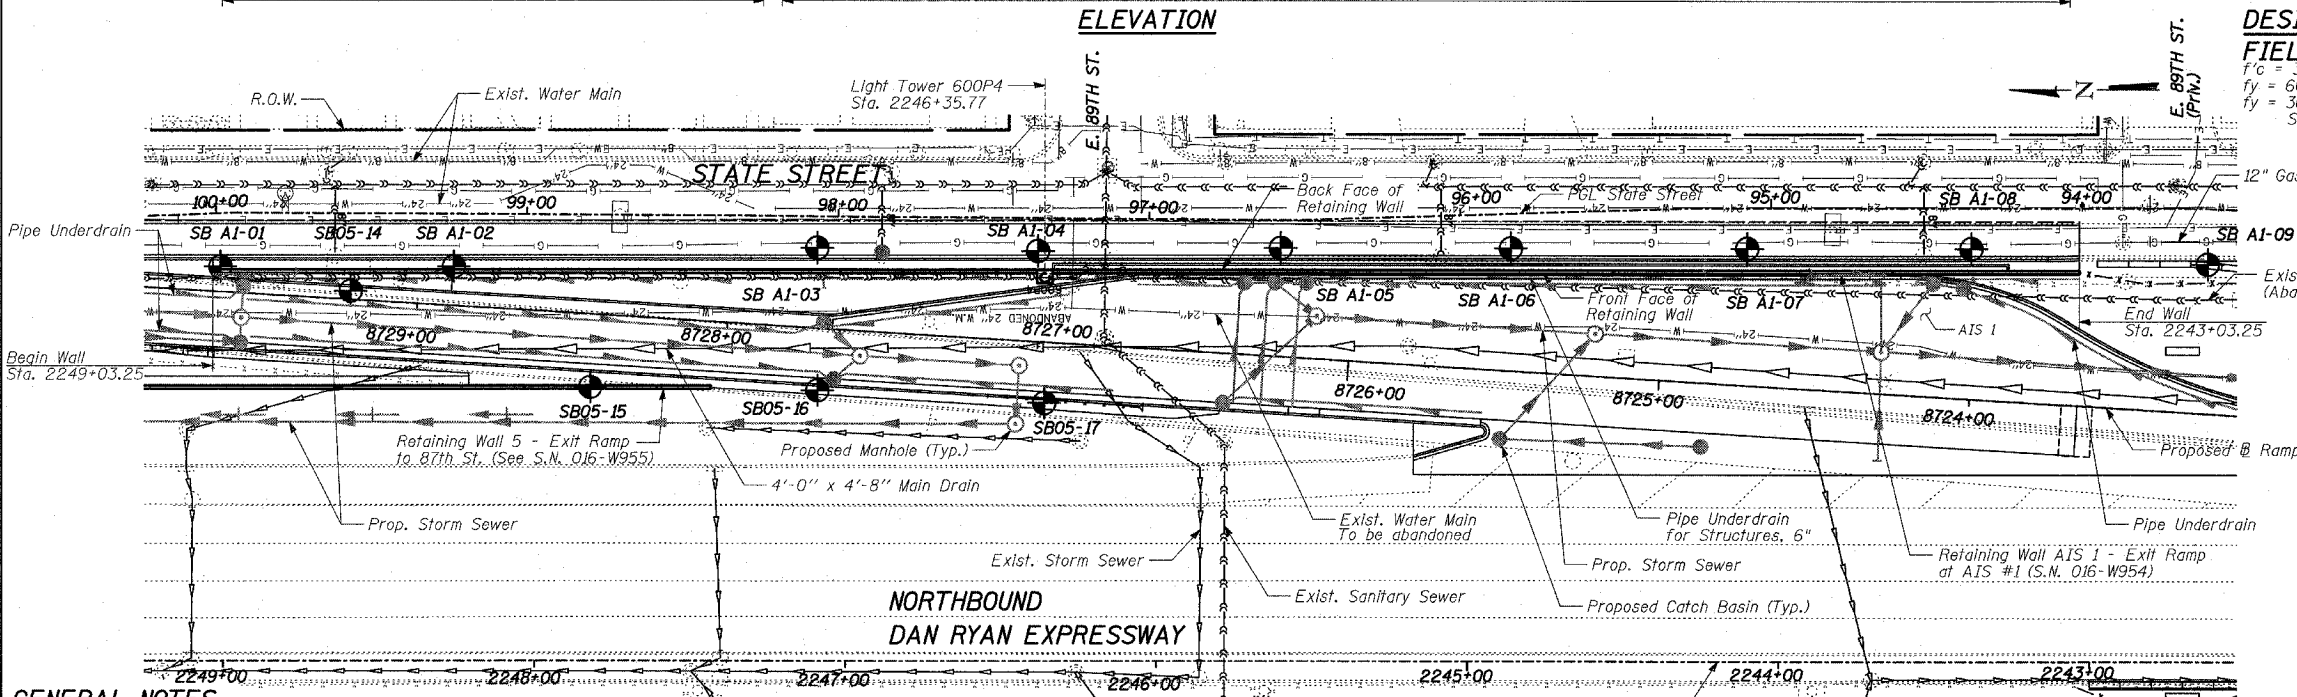 ELEVATION
DESI
FIEL
f'c = 3
fy = 60
fy = 36
S
E. 89TH ST.
E. 89TH ST.
(Priv.)
N
R.O.W.
Exist. Water Main
Light Tower 600P4
Sta. 2246+35.77
STATE STREET
Back Face of
Retaining Wall
PGL State Street
12" Gas
100+00
99+00
98+00
97+00
96+00
95+00
94+00
Pipe Underdrain
SB A1-01
SB05-14
SB A1-02
SB A1-04
SB A1-08
SB A1-09
SB A1-03
SB A1-05
SB A1-06
SB A1-07
Front Face of
Retaining Wall
Exis
(Aba
ABANDONED 24" W.M.
8729+00
8728+00
8727+00
8726+00
8725+00
8724+00
AIS 1
End Wall
Sta. 2243+03.25
Begin Wall
Sta. 2249+03.25
SB05-15
SB05-16
SB05-17
Retaining Wall 5 - Exit Ramp
to 87th St. (See S.N. 016-W955)
Proposed Manhole (Typ.)
4'-0" x 4'-8" Main Drain
Prop. Storm Sewer
Proposed ℄ Ramp
Exist. Water Main
To be abandoned
Pipe Underdrain
for Structures, 6"
Pipe Underdrain
Exist. Storm Sewer
Prop. Storm Sewer
Retaining Wall AIS 1 - Exit Ramp
at AIS #1 (S.N. 016-W954)
Exist. Sanitary Sewer
Proposed Catch Basin (Typ.)
NORTHBOUND
DAN RYAN EXPRESSWAY
2249+00
2248+00
2247+00
2246+00
2245+00
2244+00
2243+00
GENERAL NOTES